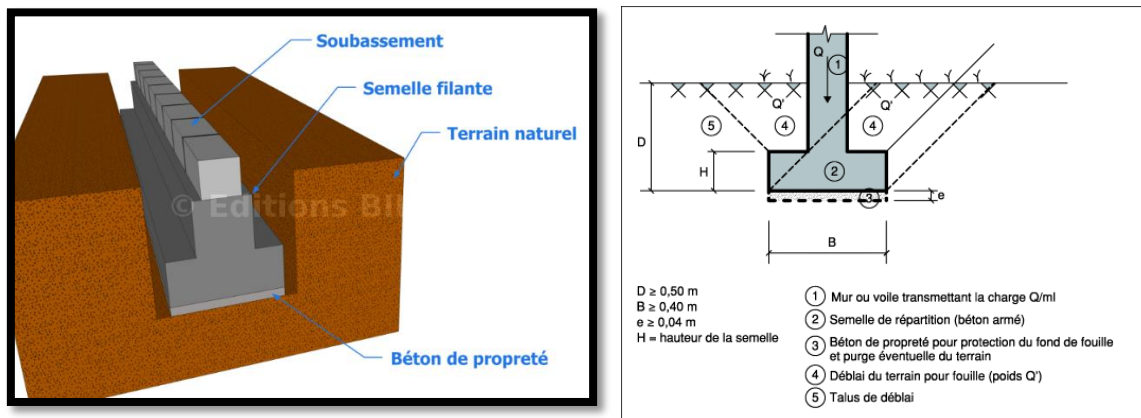 Soubassement
Semelle filante
Terrain naturel
© Editions Bl
Béton de propreté
Q
1
Q'
Q'
5
4
4
D
H
2
3
e
B
D ≥ 0,50 m
B ≥ 0,40 m
e ≥ 0,04 m
H = hauteur de la semelle
1 Mur ou voile transmettant la charge Q/ml
2 Semelle de répartition (béton armé)
3 Béton de propreté pour protection du fond de fouille
et purge éventuelle du terrain
4 Déblai du terrain pour fouille (poids Q')
5 Talus de déblai